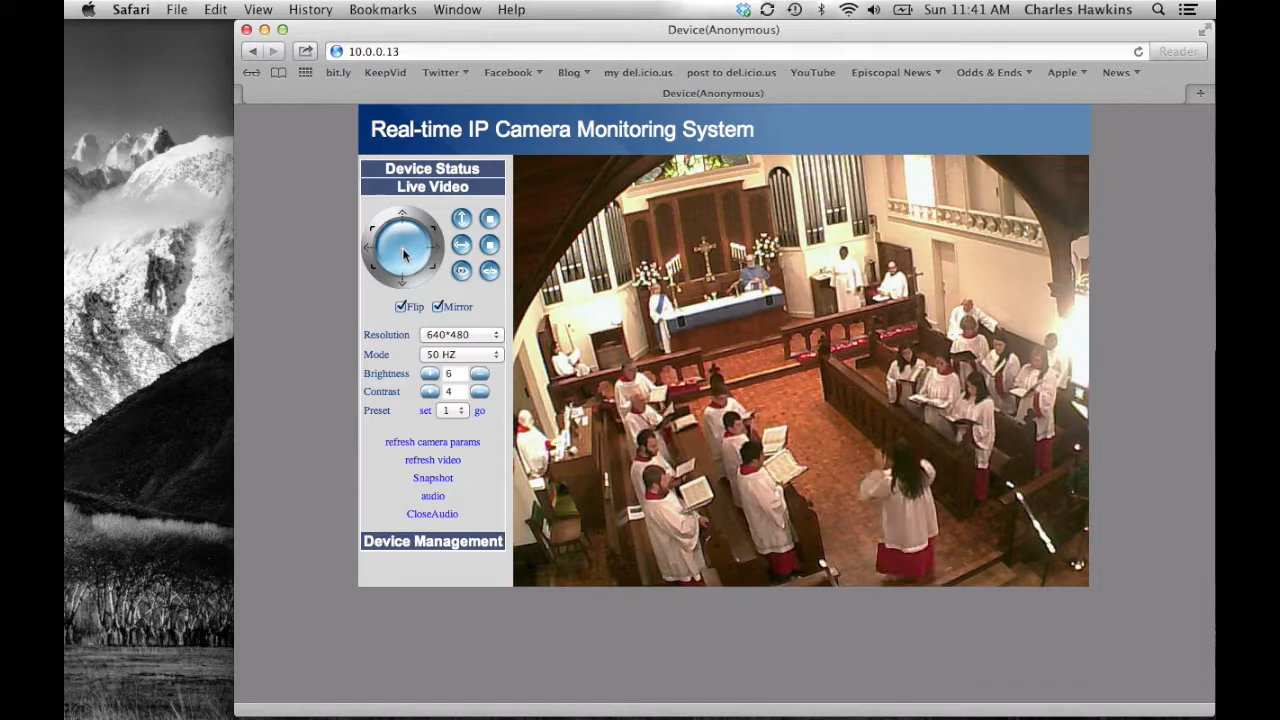 Safari File Edit View History Bookmarks Window Help Sun 11:41 AM Charles Hawkins
Device(Anonymous)
10.0.0.13 Reader
bit.ly KeepVid Twitter Facebook Blog my del.icio.us post to del.icio.us YouTube Episcopal News Odds & Ends Apple News
Device(Anonymous)
Real-time IP Camera Monitoring System
Device Status
Live Video
Flip Mirror
Resolution 640*480
Mode 50 HZ
Brightness 6
Contrast 4
Preset set 1 go
refresh camera params
refresh video
Snapshot
audio
CloseAudio
Device Management